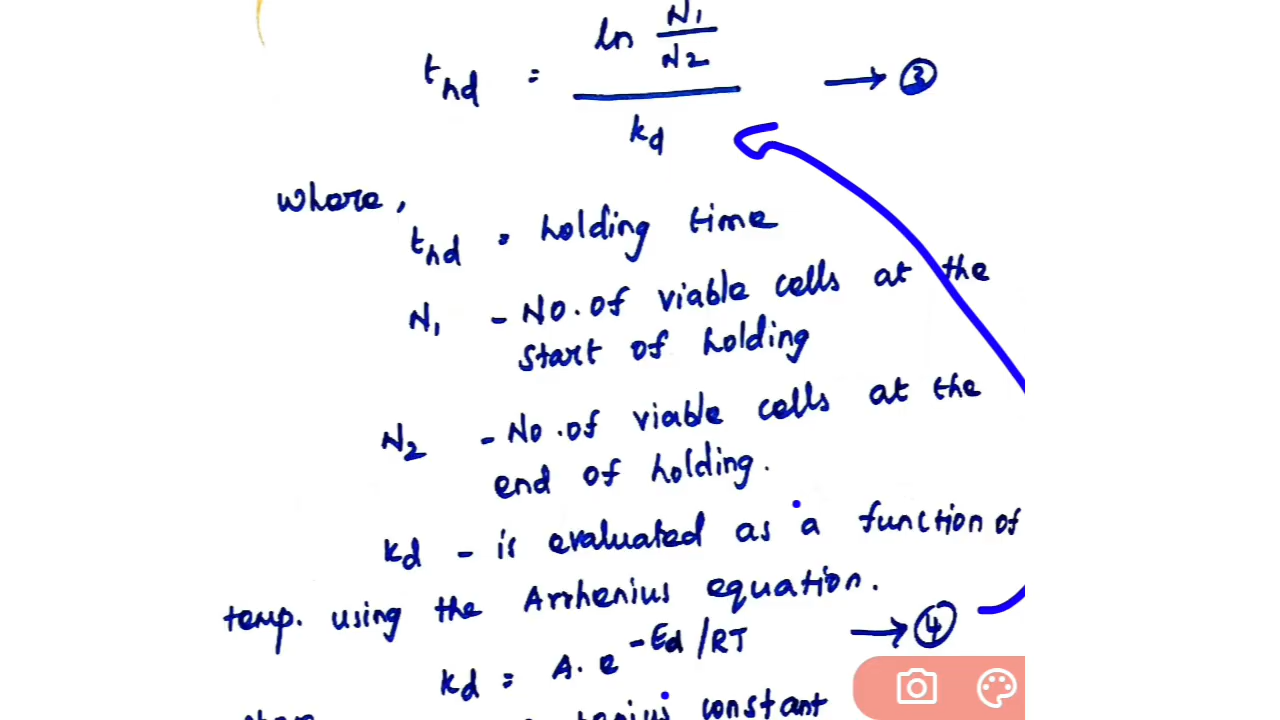 t_hd = ln N1/N2 / kd → ③
where,
t_hd = holding time
N1 - No. of viable cells at the
start of holding
N2 - No. of viable cells at the
end of holding.
kd - is evaluated as a function of
temp. using the Arrhenius equation.
kd = A. e^-Ed/RT → ④
constant